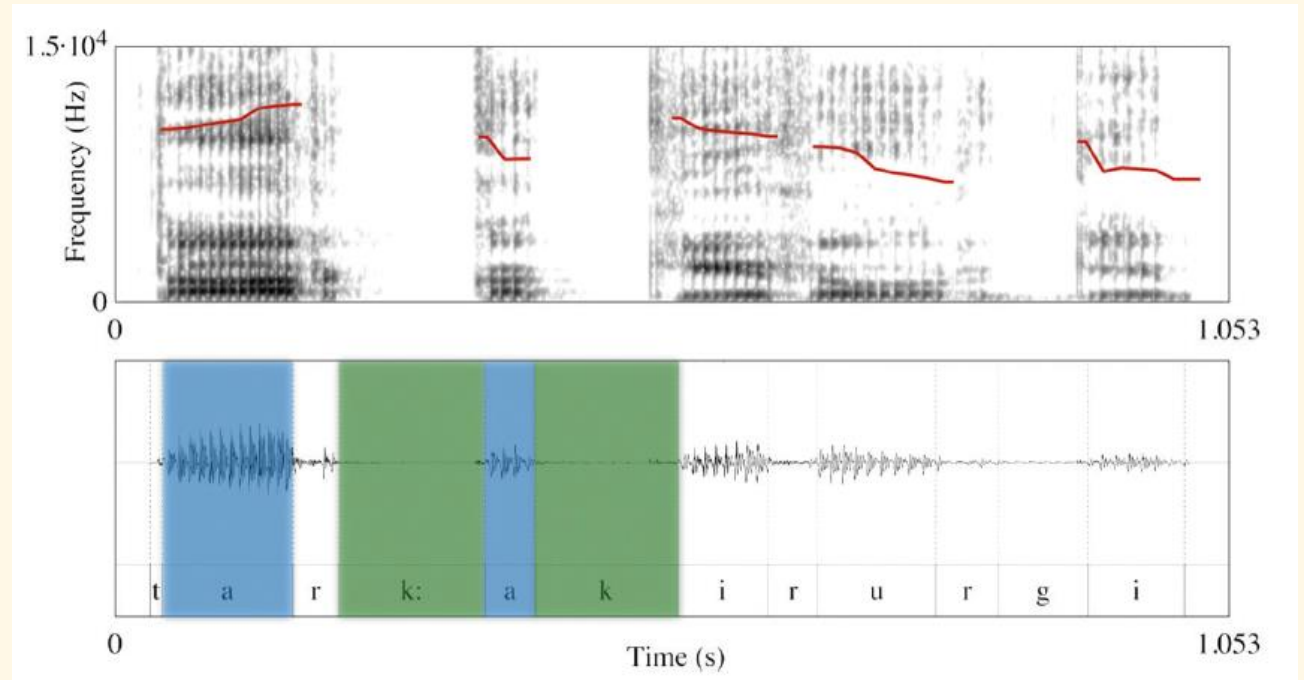 1.5·10⁴
Frequency (Hz)
0
0 1.053
t a r k: a k i r u r g i
0 1.053
Time (s)